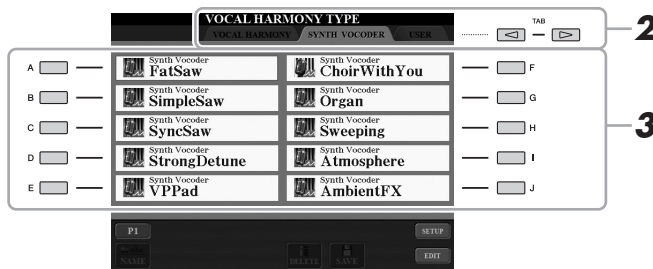 VOCAL HARMONY TYPE
VOCAL HARMONY SYNTH VOCODER USER
TAB
2
A
Synth Vocoder
FatSaw
Synth Vocoder
ChoirWithYou
F
B
Synth Vocoder
SimpleSaw
Synth Vocoder
Organ
G
C
Synth Vocoder
SyncSaw
Synth Vocoder
Sweeping
H
3
D
Synth Vocoder
StrongDetune
Synth Vocoder
Atmosphere
I
E
Synth Vocoder
VPPad
Synth Vocoder
AmbientFX
J
P1
SETUP
NAME
DELETE
SAVE
EDIT